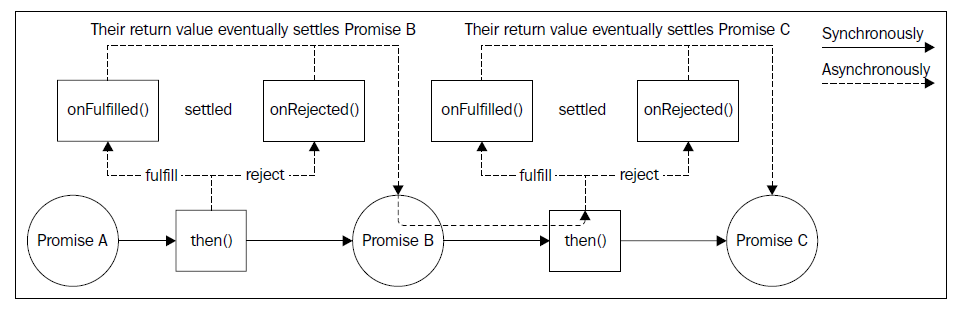 Their return value eventually settles Promise B
Their return value eventually settles Promise C
Synchronously
Asynchronously
onFulfilled()
settled
onRejected()
onFulfilled()
settled
onRejected()
fulfill
reject
fulfill
reject
Promise A
then()
Promise B
then()
Promise C